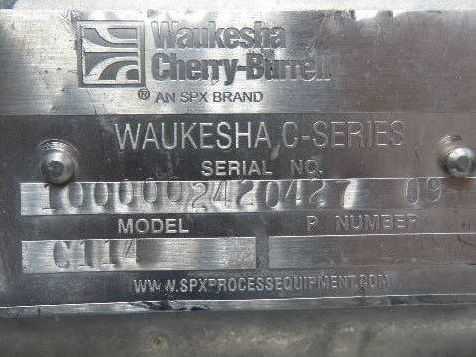 Waukesha
Cherry-Burrell
® AN SPX BRAND
WAUKESHA C-SERIES
SERIAL NO.
1000002420427 09
MODEL P NUMBER
C114
WWW.SPXPROCESSEQUIPMENT.COM